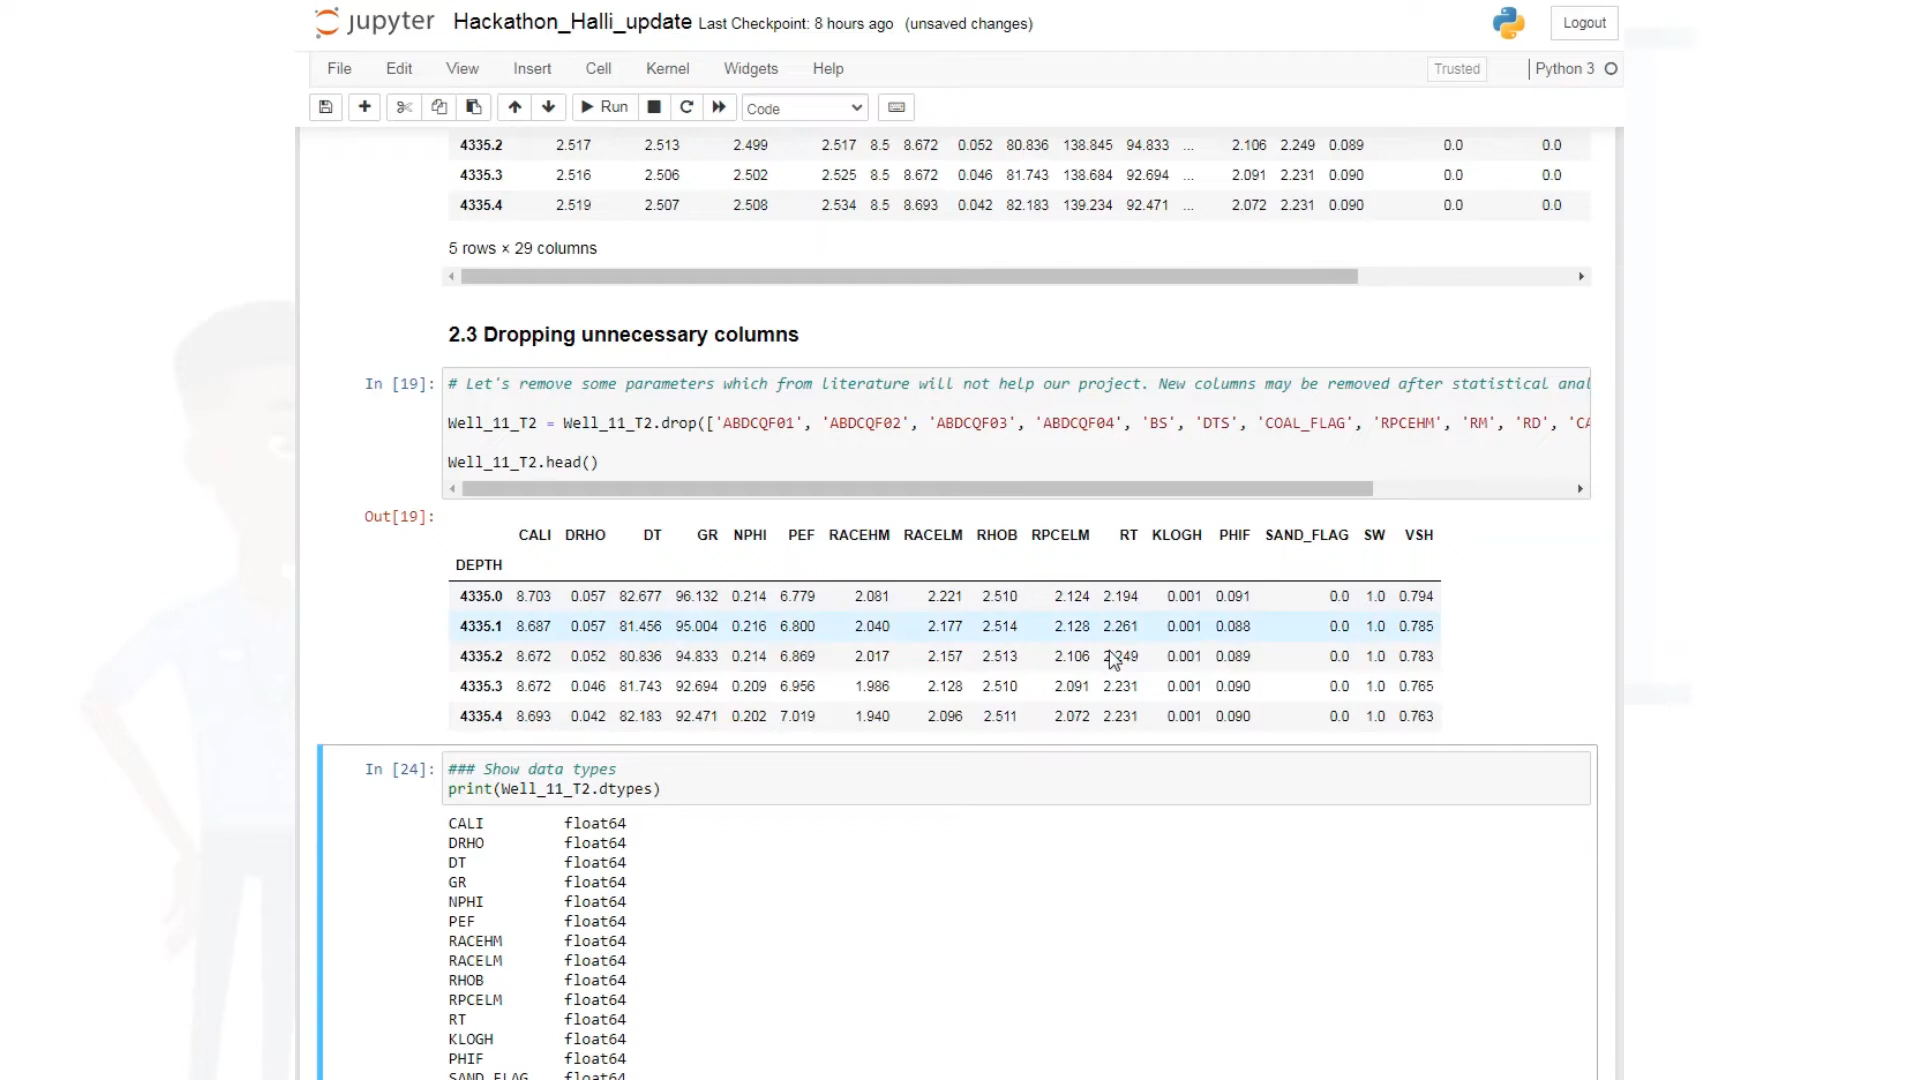 jupyter Hackathon_Halli_update Last Checkpoint: 8 hours ago (unsaved changes) Logout
File Edit View Insert Cell Kernel Widgets Help Trusted Python 3
Run Code
4335.2 2.517 2.513 2.499 2.517 8.5 8.672 0.052 80.836 138.845 94.833 ... 2.106 2.249 0.089 0.0 0.0
4335.3 2.516 2.506 2.502 2.525 8.5 8.672 0.046 81.743 138.684 92.694 ... 2.091 2.231 0.090 0.0 0.0
4335.4 2.519 2.507 2.508 2.534 8.5 8.693 0.042 82.183 139.234 92.471 ... 2.072 2.231 0.090 0.0 0.0
5 rows × 29 columns
2.3 Dropping unnecessary columns
In [19]: # Let's remove some parameters which from literature will not help our project. New columns may be removed after statistical anal
Well_11_T2 = Well_11_T2.drop(['ABDCQF01', 'ABDCQF02', 'ABDCQF03', 'ABDCQF04', 'BS', 'DTS', 'COAL_FLAG', 'RPCEHM', 'RM', 'RD', 'CA
Well_11_T2.head()
Out[19]:
CALI DRHO DT GR NPHI PEF RACEHM RACELM RHOB RPCELM RT KLOGH PHIF SAND_FLAG SW VSH
DEPTH
4335.0 8.703 0.057 82.677 96.132 0.214 6.779 2.081 2.221 2.510 2.124 2.194 0.001 0.091 0.0 1.0 0.794
4335.1 8.687 0.057 81.456 95.004 0.216 6.800 2.040 2.177 2.514 2.128 2.261 0.001 0.088 0.0 1.0 0.785
4335.2 8.672 0.052 80.836 94.833 0.214 6.869 2.017 2.157 2.513 2.106 2.249 0.001 0.089 0.0 1.0 0.783
4335.3 8.672 0.046 81.743 92.694 0.209 6.956 1.986 2.128 2.510 2.091 2.231 0.001 0.090 0.0 1.0 0.765
4335.4 8.693 0.042 82.183 92.471 0.202 7.019 1.940 2.096 2.511 2.072 2.231 0.001 0.090 0.0 1.0 0.763
In [24]: ### Show data types
print(Well_11_T2.dtypes)
CALI float64
DRHO float64
DT float64
GR float64
NPHI float64
PEF float64
RACEHM float64
RACELM float64
RHOB float64
RPCELM float64
RT float64
KLOGH float64
PHIF float64
SAND_FLAG float64